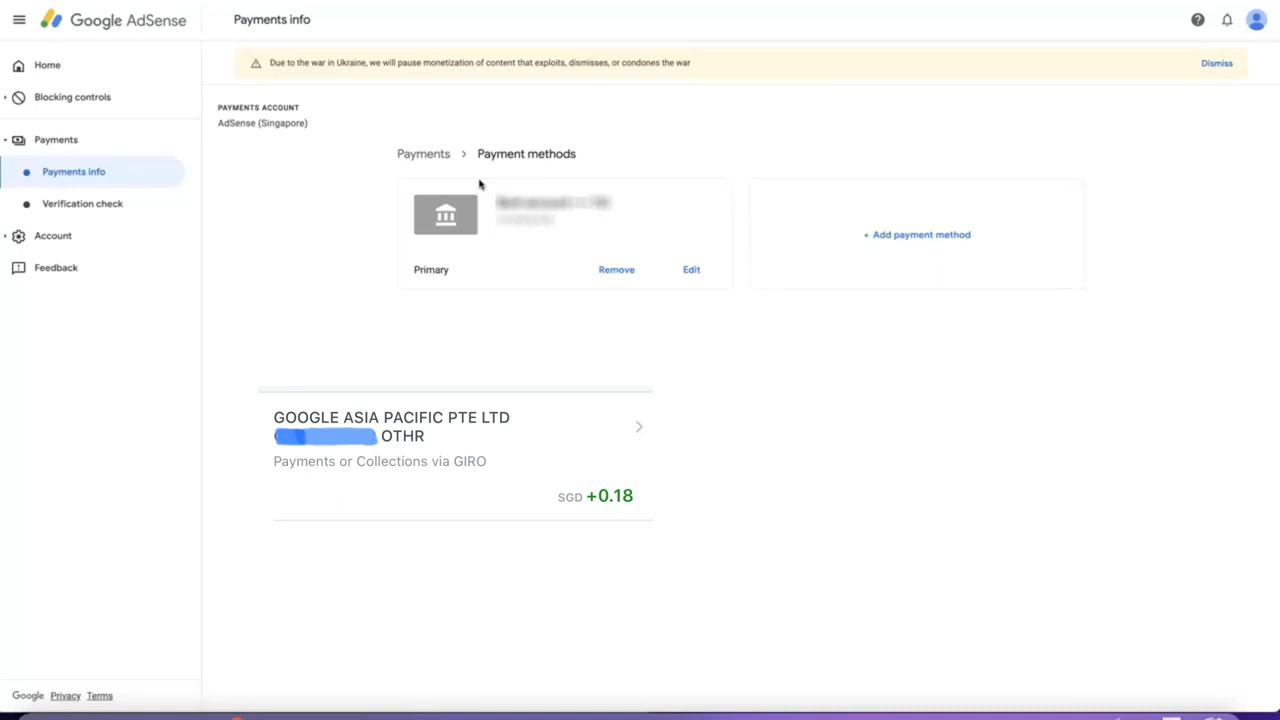 Google AdSense
Payments info
Due to the war in Ukraine, we will pause monetization of content that exploits, dismisses, or condones the war
Dismiss
Home
Blocking controls
Payments
Payments info
Verification check
Account
Feedback
PAYMENTS ACCOUNT
AdSense (Singapore)
Payments > Payment methods
Primary
Remove
Edit
+ Add payment method
GOOGLE ASIA PACIFIC PTE LTD
OTHR
Payments or Collections via GIRO
SGD +0.18
Google Privacy Terms